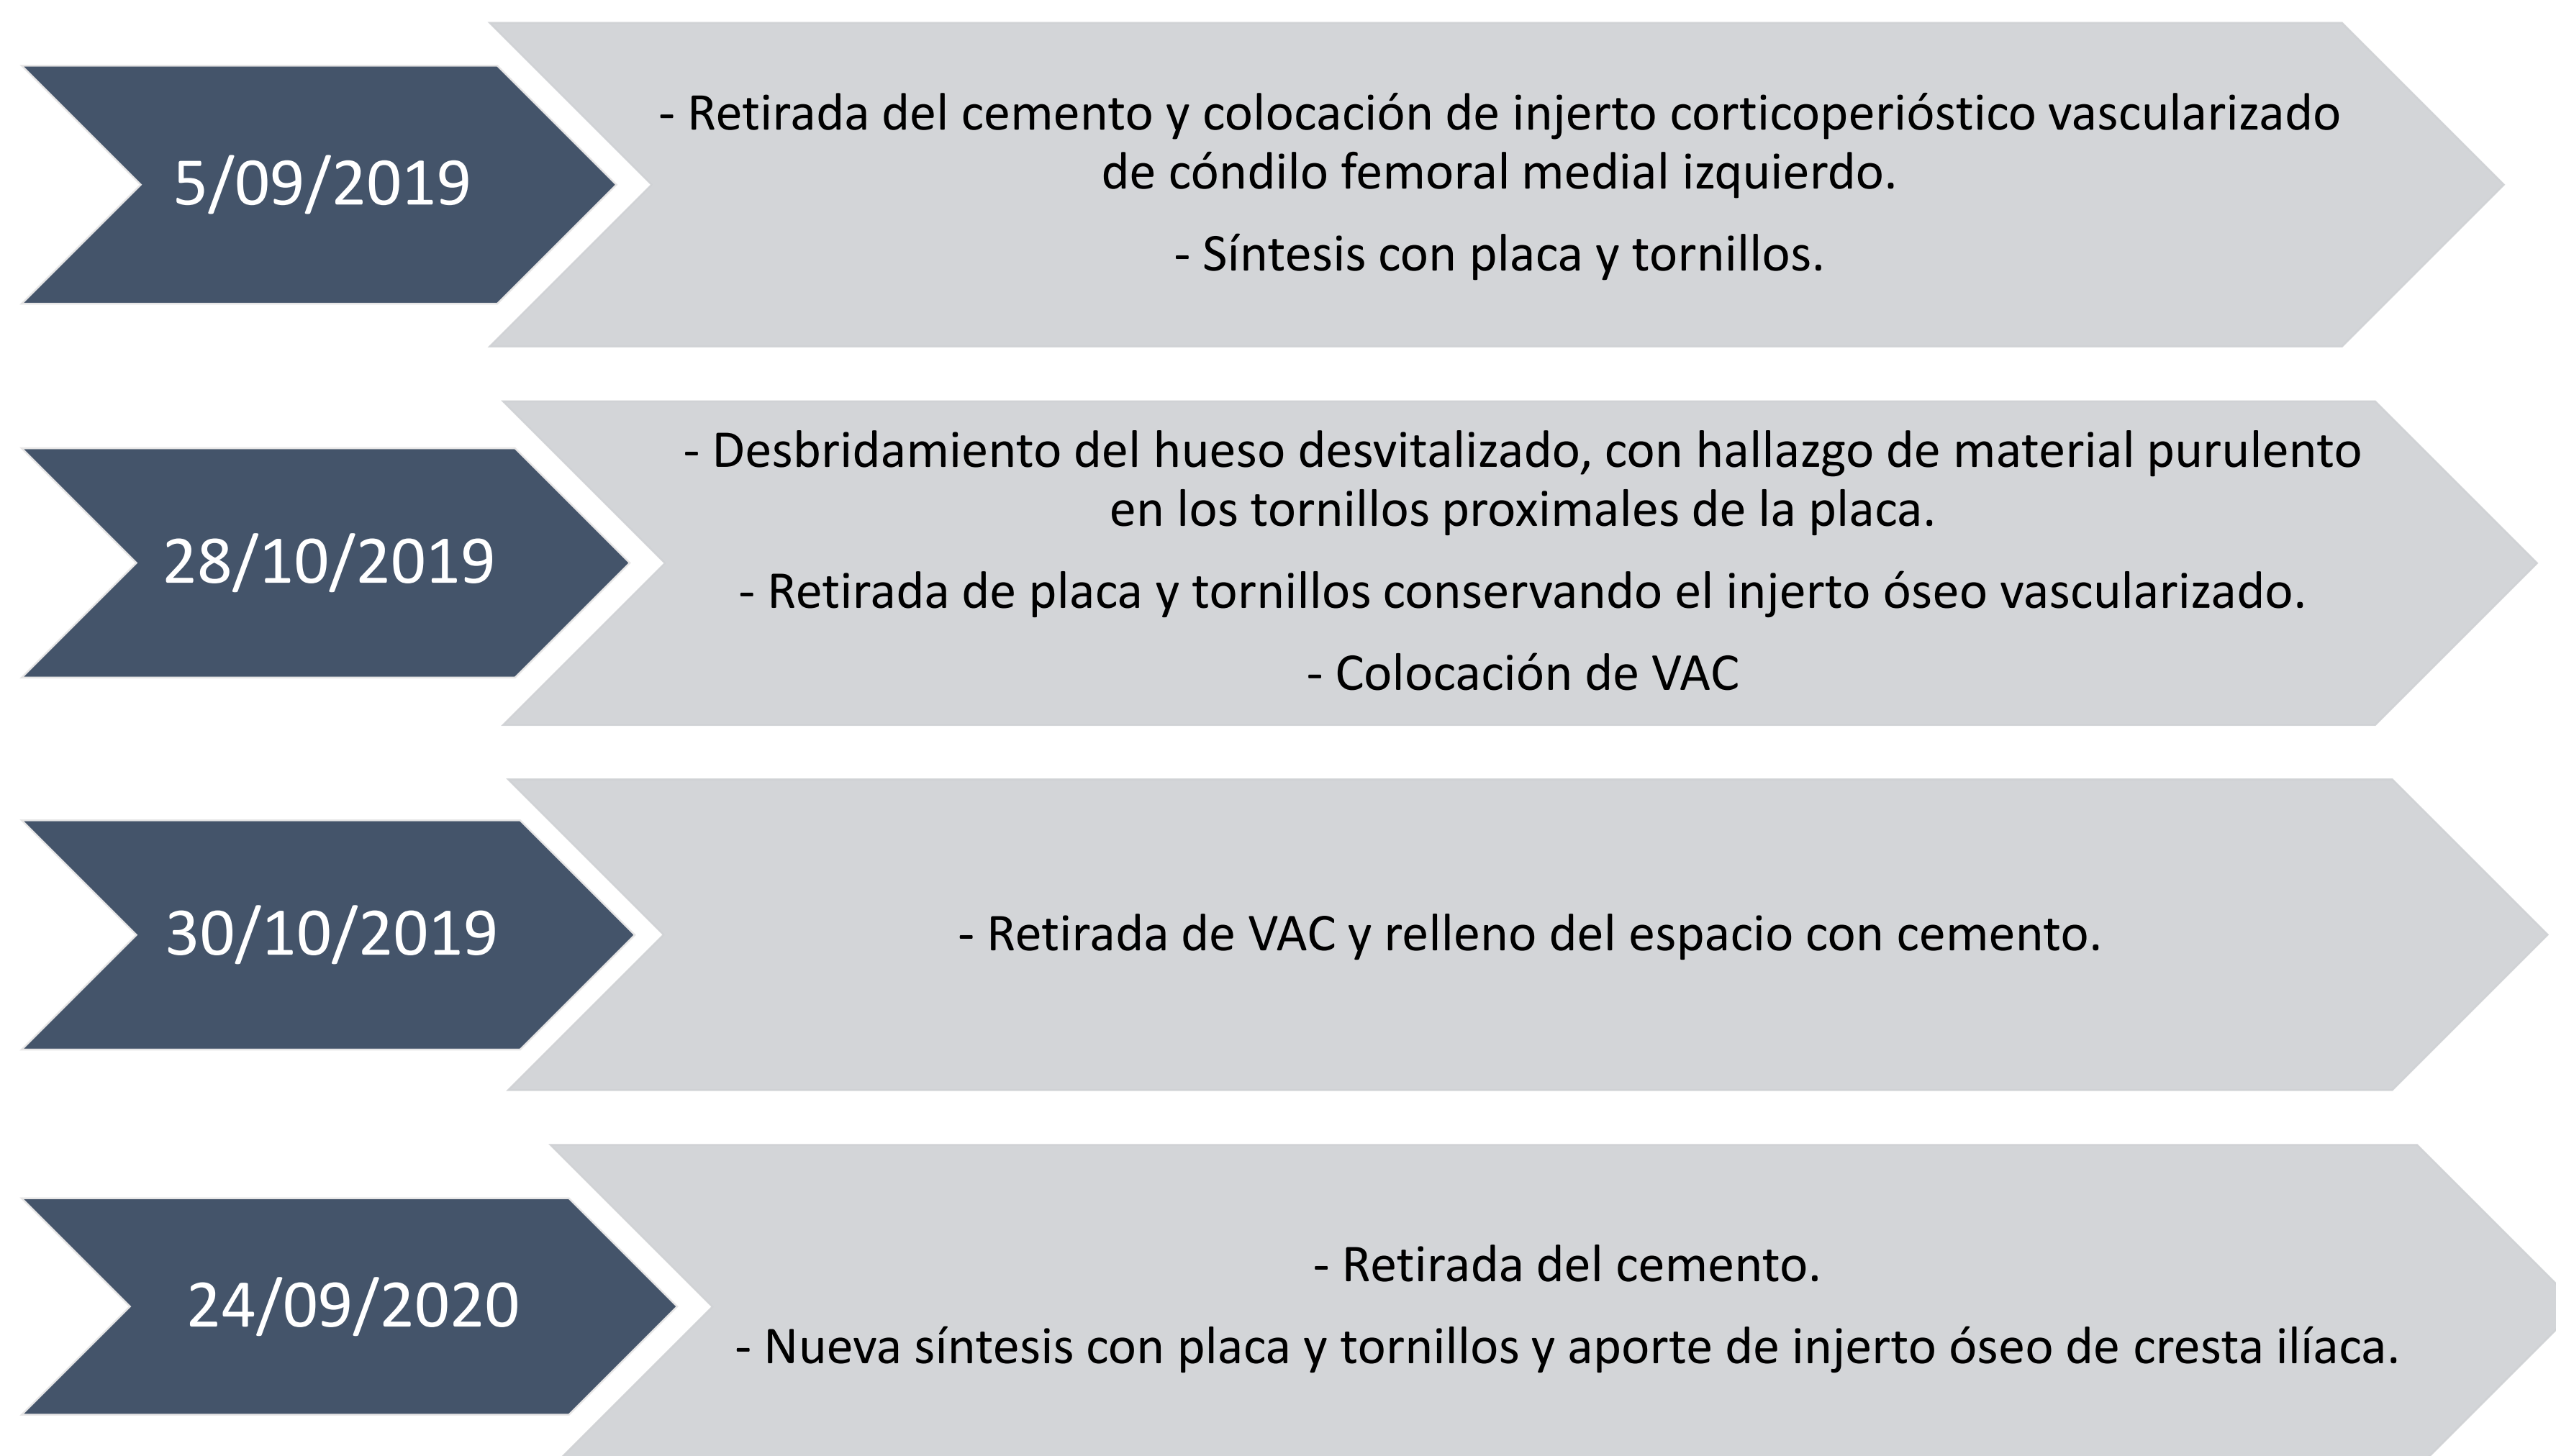 5/09/2019
- Retirada del cemento y colocación de injerto corticoperióstico vascularizado
de cóndilo femoral medial izquierdo.
- Síntesis con placa y tornillos.
28/10/2019
- Desbridamiento del hueso desvitalizado, con hallazgo de material purulento
en los tornillos proximales de la placa.
- Retirada de placa y tornillos conservando el injerto óseo vascularizado.
- Colocación de VAC
30/10/2019
- Retirada de VAC y relleno del espacio con cemento.
24/09/2020
- Retirada del cemento.
- Nueva síntesis con placa y tornillos y aporte de injerto óseo de cresta ilíaca.